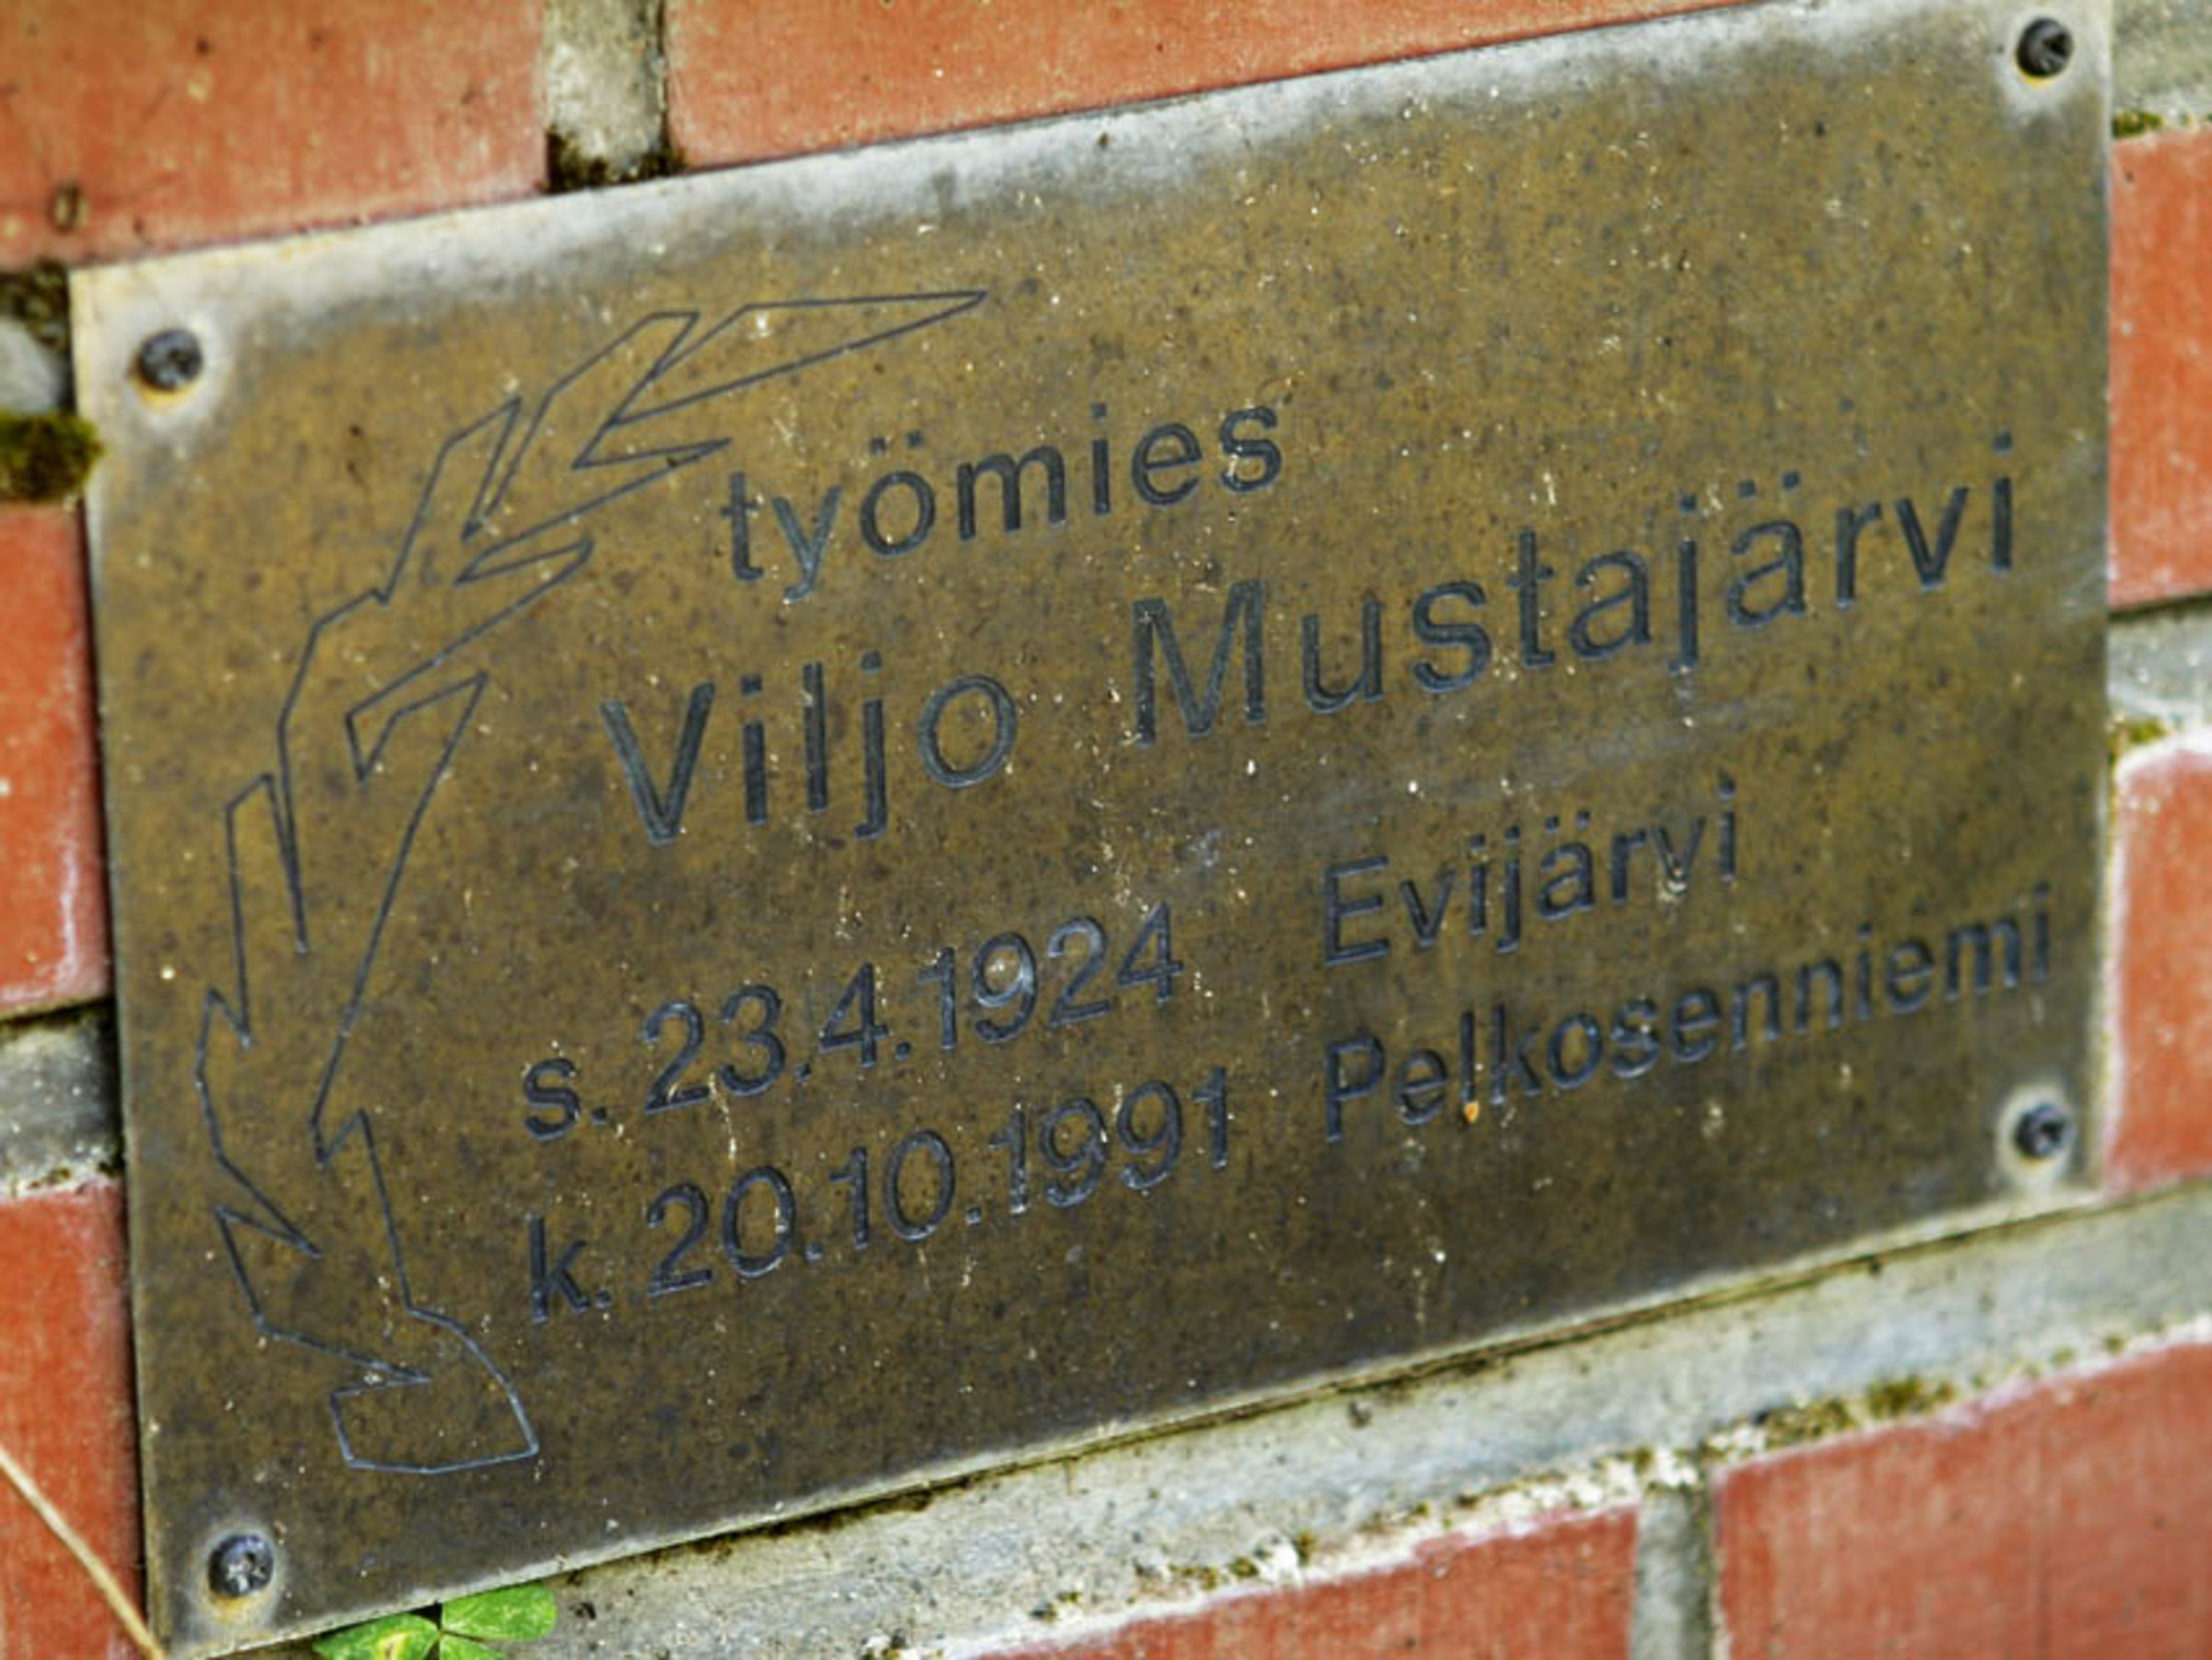 työmies
Viljo Mustajärvi
s. 23.4.1924 Evijärvi
k. 20.10.1991 Pelkosenniemi